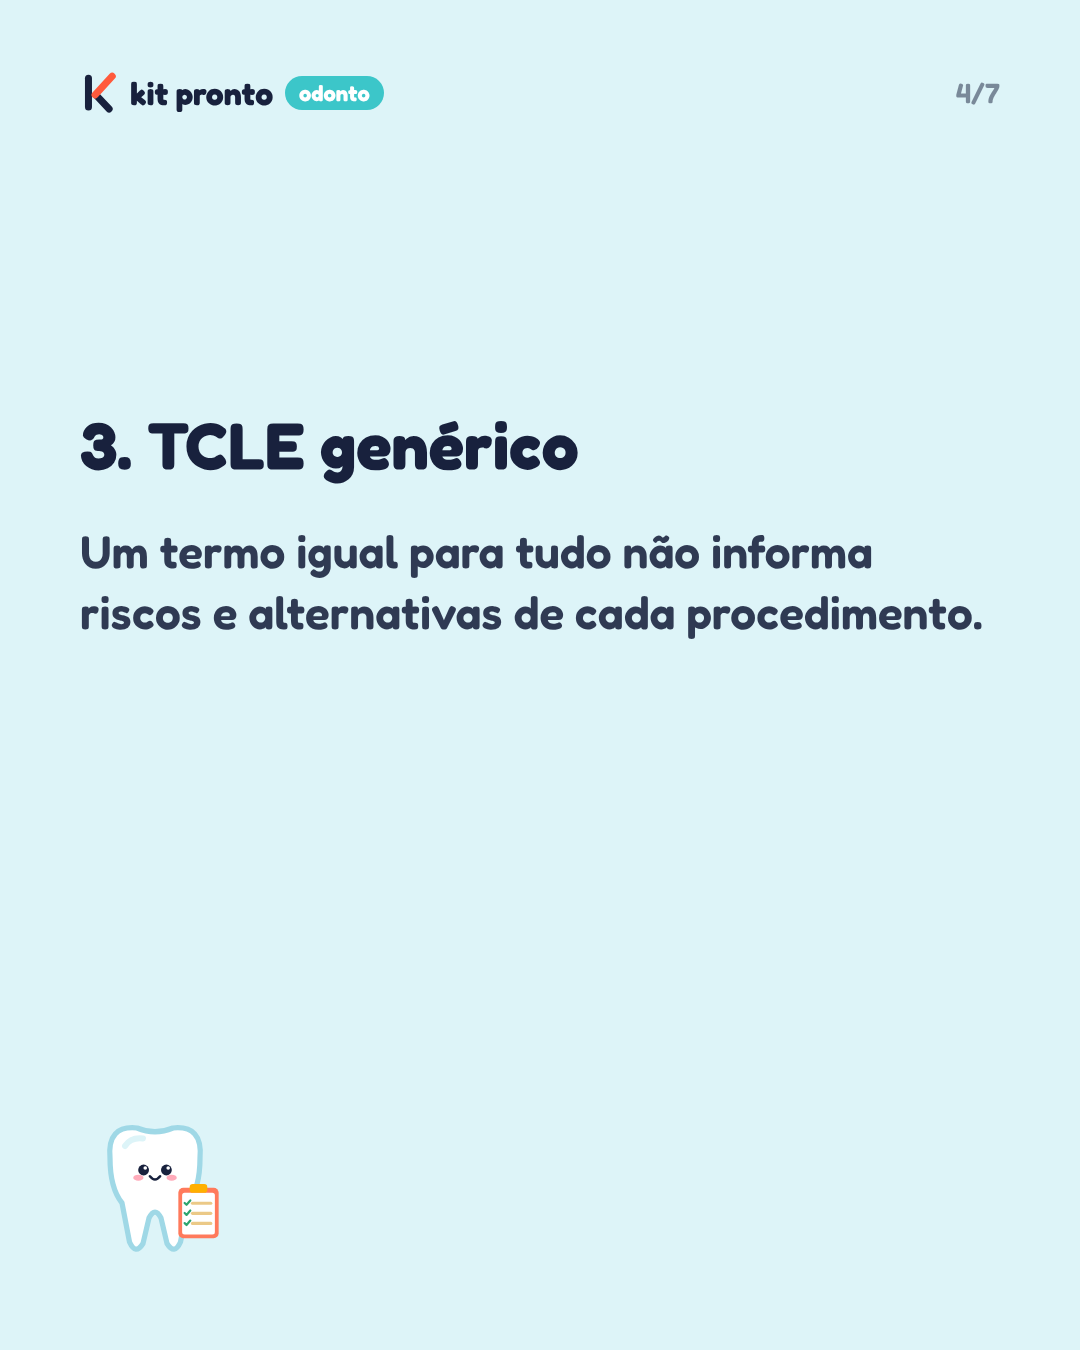 kit pronto odonto
4/7
3. TCLE genérico
Um termo igual para tudo não informa
riscos e alternativas de cada procedimento.